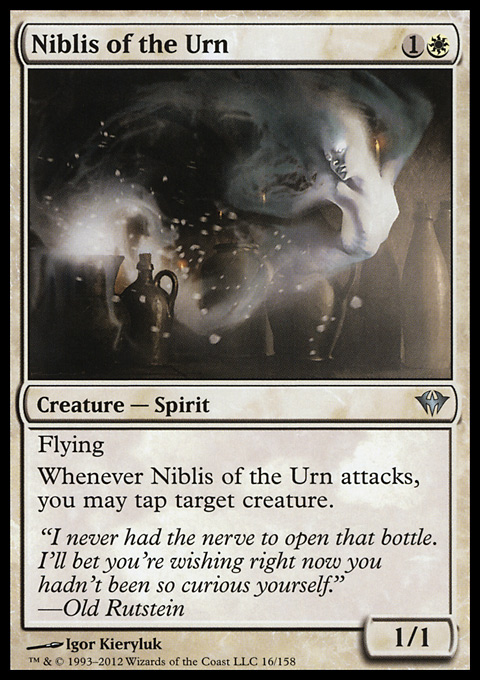 Niblis of the Urn 1
Creature — Spirit
Flying
Whenever Niblis of the Urn attacks,
you may tap target creature.
“I never had the nerve to open that bottle.
I’ll bet you’re wishing right now you
hadn’t been so curious yourself.”
—Old Rutstein
1/1
Igor Kieryluk
™ & © 1993–2012 Wizards of the Coast LLC 16/158